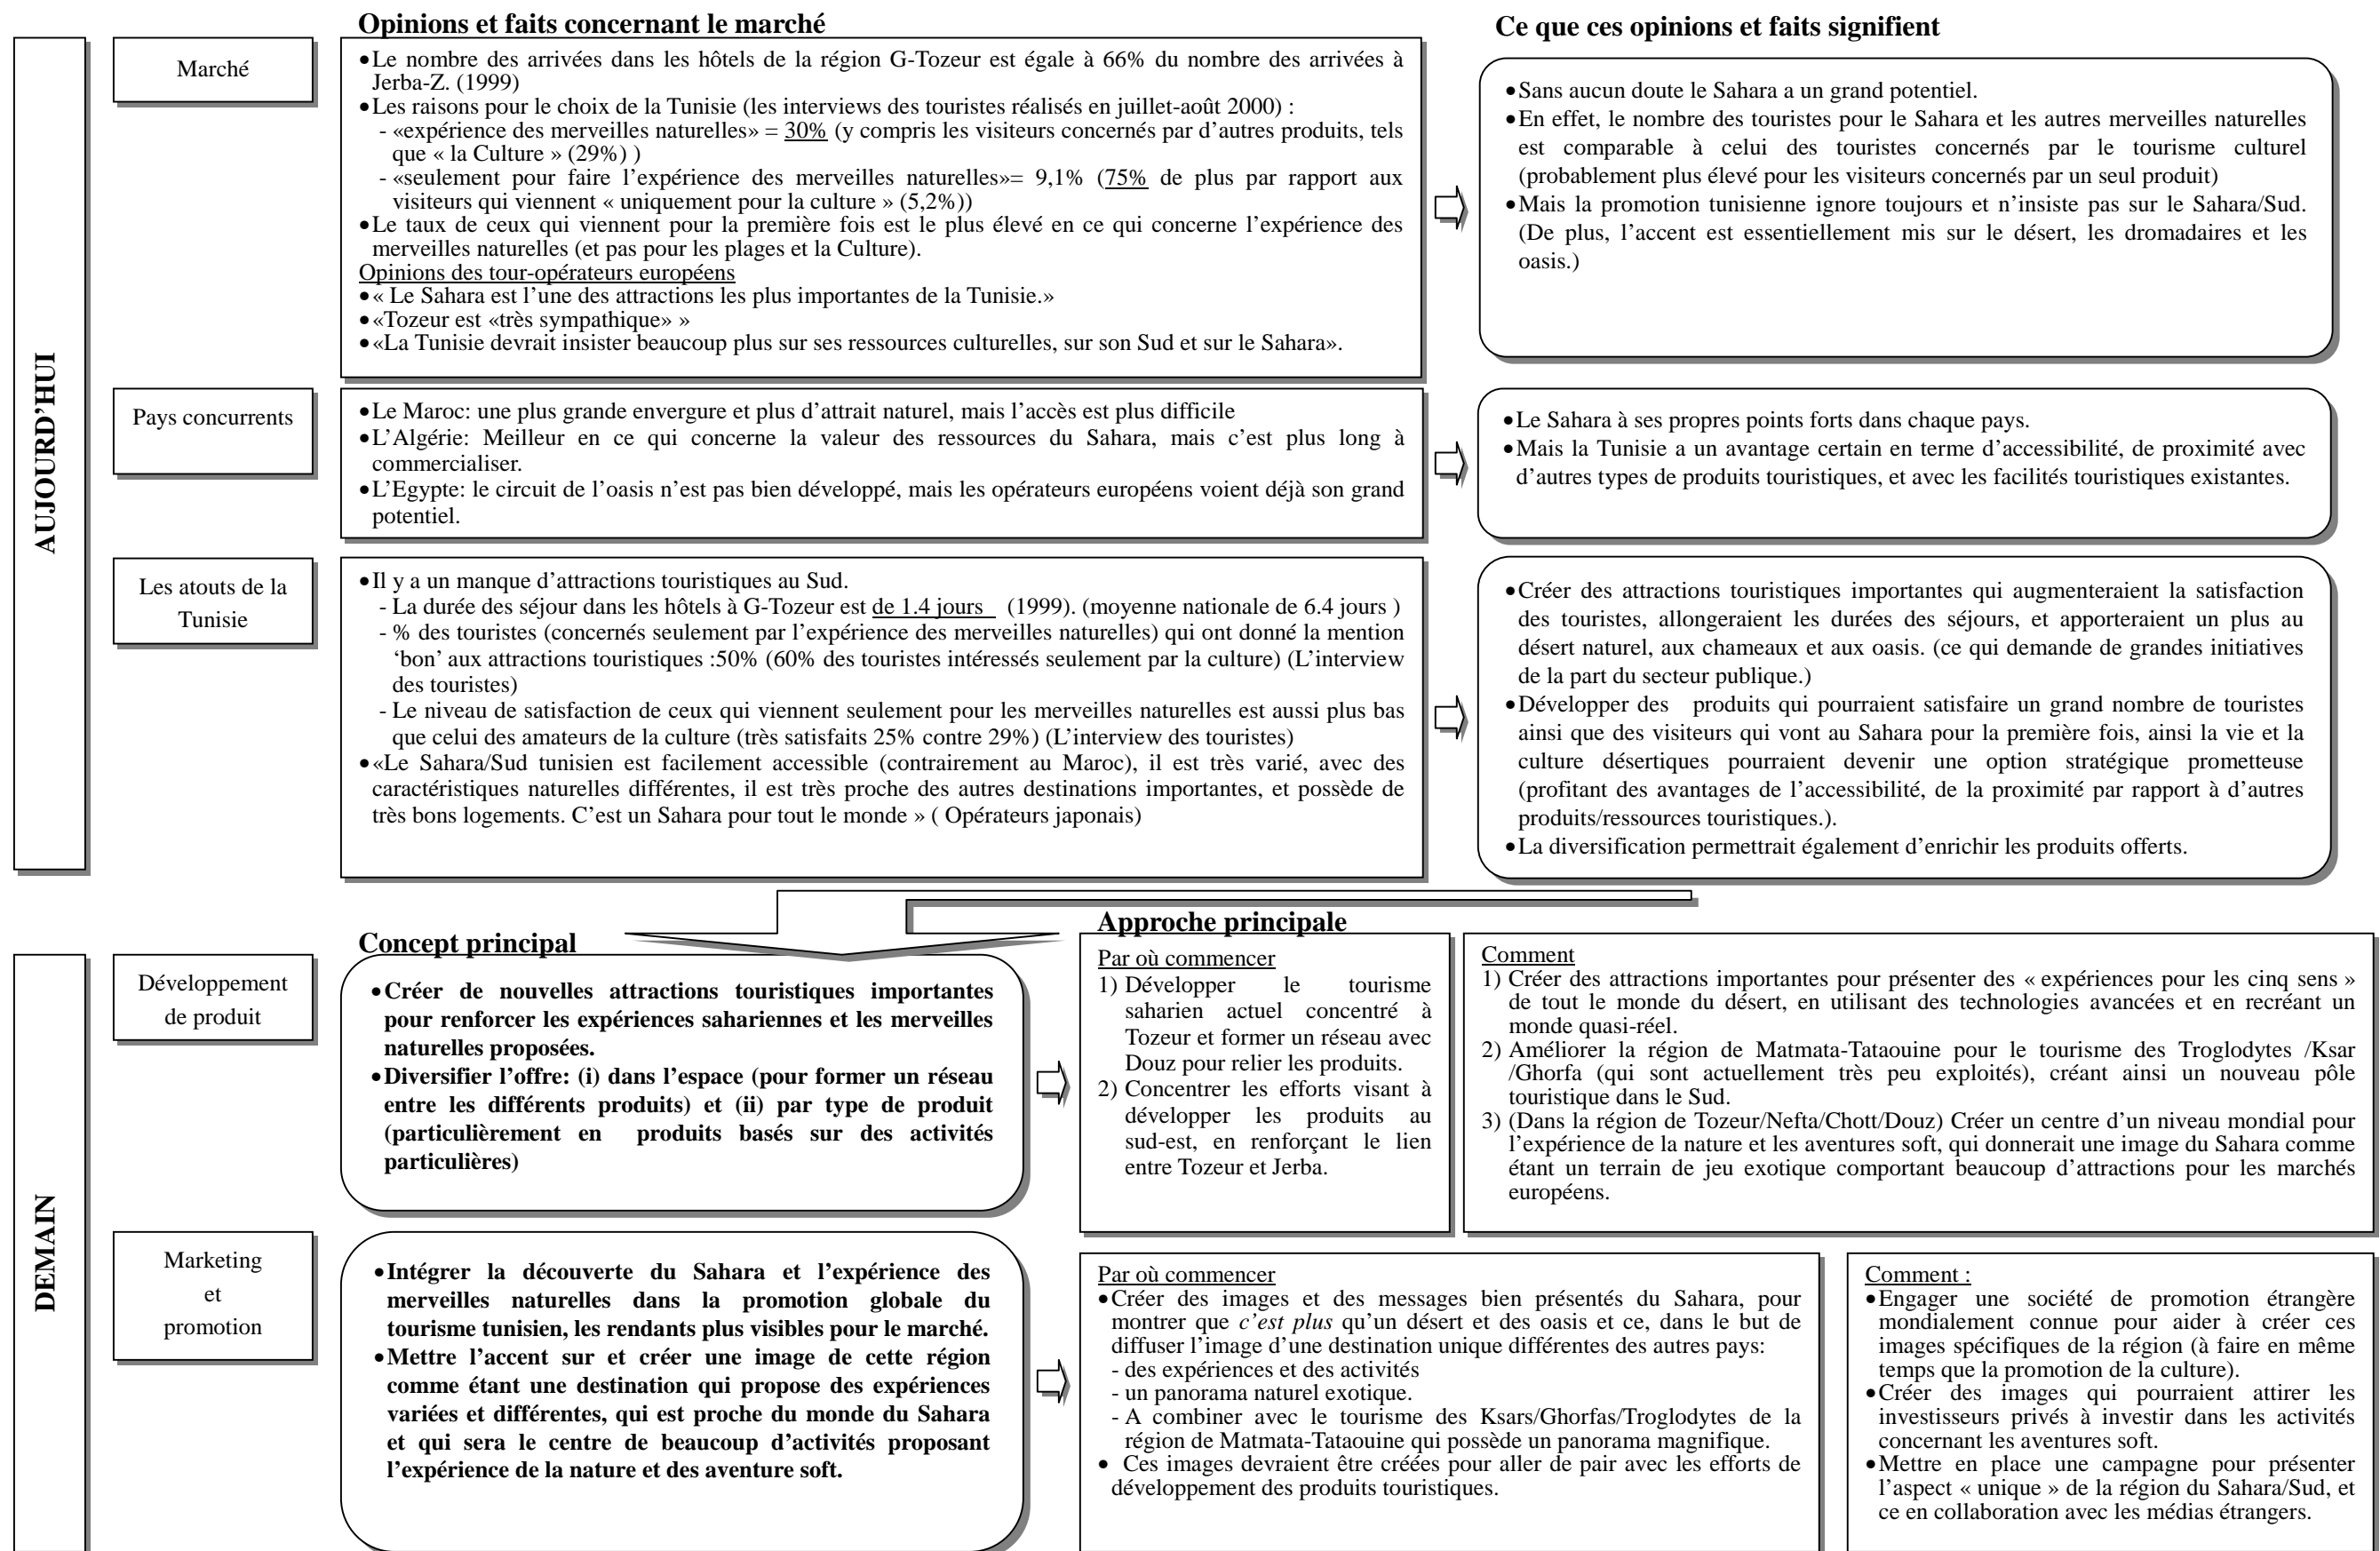 Opinions et faits concernant le marché
Ce que ces opinions et faits signifient
AUJOURD’HUI
Marché
•Le nombre des arrivées dans les hôtels de la région G-Tozeur est égale à 66% du nombre des arrivées à
Jerba-Z. (1999)
•Les raisons pour le choix de la Tunisie (les interviews des touristes réalisés en juillet-août 2000) :
- «expérience des merveilles naturelles» = 30% (y compris les visiteurs concernés par d’autres produits, tels
que « la Culture » (29%) )
- «seulement pour faire l’expérience des merveilles naturelles»= 9,1% (75% de plus par rapport aux
visiteurs qui viennent « uniquement pour la culture » (5,2%))
•Le taux de ceux qui viennent pour la première fois est le plus élevé en ce qui concerne l’expérience des
merveilles naturelles (et pas pour les plages et la Culture).
Opinions des tour-opérateurs européens
•« Le Sahara est l’une des attractions les plus importantes de la Tunisie.»
•«Tozeur est «très sympathique» »
•«La Tunisie devrait insister beaucoup plus sur ses ressources culturelles, sur son Sud et sur le Sahara».
•Sans aucun doute le Sahara a un grand potentiel.
•En effet, le nombre des touristes pour le Sahara et les autres merveilles naturelles
est comparable à celui des touristes concernés par le tourisme culturel
(probablement plus élevé pour les visiteurs concernés par un seul produit)
•Mais la promotion tunisienne ignore toujours et n’insiste pas sur le Sahara/Sud.
(De plus, l’accent est essentiellement mis sur le désert, les dromadaires et les
oasis.)
Pays concurrents
•Le Maroc: une plus grande envergure et plus d’attrait naturel, mais l’accès est plus difficile
•L’Algérie: Meilleur en ce qui concerne la valeur des ressources du Sahara, mais c’est plus long à
commercialiser.
•L’Egypte: le circuit de l’oasis n’est pas bien développé, mais les opérateurs européens voient déjà son grand
potentiel.
•Le Sahara à ses propres points forts dans chaque pays.
•Mais la Tunisie a un avantage certain en terme d’accessibilité, de proximité avec
d’autres types de produits touristiques, et avec les facilités touristiques existantes.
Les atouts de la
Tunisie
•Il y a un manque d’attractions touristiques au Sud.
- La durée des séjour dans les hôtels à G-Tozeur est de 1.4 jours (1999). (moyenne nationale de 6.4 jours )
- % des touristes (concernés seulement par l’expérience des merveilles naturelles) qui ont donné la mention
‘bon’ aux attractions touristiques :50% (60% des touristes intéressés seulement par la culture) (L’interview
des touristes)
- Le niveau de satisfaction de ceux qui viennent seulement pour les merveilles naturelles est aussi plus bas
que celui des amateurs de la culture (très satisfaits 25% contre 29%) (L’interview des touristes)
•«Le Sahara/Sud tunisien est facilement accessible (contrairement au Maroc), il est très varié, avec des
caractéristiques naturelles différentes, il est très proche des autres destinations importantes, et possède de
très bons logements. C’est un Sahara pour tout le monde » ( Opérateurs japonais)
•Créer des attractions touristiques importantes qui augmenteraient la satisfaction
des touristes, allongeraient les durées des séjours, et apporteraient un plus au
désert naturel, aux chameaux et aux oasis. (ce qui demande de grandes initiatives
de la part du secteur publique.)
•Développer des produits qui pourraient satisfaire un grand nombre de touristes
ainsi que des visiteurs qui vont au Sahara pour la première fois, ainsi la vie et la
culture désertiques pourraient devenir une option stratégique prometteuse
(profitant des avantages de l’accessibilité, de la proximité par rapport à d’autres
produits/ressources touristiques.).
•La diversification permettrait également d’enrichir les produits offerts.
DEMAIN
Concept principal
Approche principale
Développement
de produit
•Créer de nouvelles attractions touristiques importantes
pour renforcer les expériences sahariennes et les merveilles
naturelles proposées.
•Diversifier l’offre: (i) dans l’espace (pour former un réseau
entre les différents produits) et (ii) par type de produit
(particulièrement en produits basés sur des activités
particulières)
Par où commencer
1) Développer le tourisme
saharien actuel concentré à
Tozeur et former un réseau avec
Douz pour relier les produits.
2) Concentrer les efforts visant à
développer les produits au
sud-est, en renforçant le lien
entre Tozeur et Jerba.
Comment
1) Créer des attractions importantes pour présenter des « expériences pour les cinq sens »
de tout le monde du désert, en utilisant des technologies avancées et en recréant un
monde quasi-réel.
2) Améliorer la région de Matmata-Tataouine pour le tourisme des Troglodytes /Ksar
/Ghorfa (qui sont actuellement très peu exploités), créant ainsi un nouveau pôle
touristique dans le Sud.
3) (Dans la région de Tozeur/Nefta/Chott/Douz) Créer un centre d’un niveau mondial pour
l’expérience de la nature et les aventures soft, qui donnerait une image du Sahara comme
étant un terrain de jeu exotique comportant beaucoup d’attractions pour les marchés
européens.
Marketing
et
promotion
•Intégrer la découverte du Sahara et l’expérience des
merveilles naturelles dans la promotion globale du
tourisme tunisien, les rendants plus visibles pour le marché.
•Mettre l’accent sur et créer une image de cette région
comme étant une destination qui propose des expériences
variées et différentes, qui est proche du monde du Sahara
et qui sera le centre de beaucoup d’activités proposant
l’expérience de la nature et des aventure soft.
Par où commencer
•Créer des images et des messages bien présentés du Sahara, pour
montrer que c’est plus qu’un désert et des oasis et ce, dans le but de
diffuser l’image d’une destination unique différentes des autres pays:
- des expériences et des activités
- un panorama naturel exotique.
- A combiner avec le tourisme des Ksars/Ghorfas/Troglodytes de la
région de Matmata-Tataouine qui possède un panorama magnifique.
• Ces images devraient être créées pour aller de pair avec les efforts de
développement des produits touristiques.
Comment :
•Engager une société de promotion étrangère
mondialement connue pour aider à créer ces
images spécifiques de la région (à faire en même
temps que la promotion de la culture).
•Créer des images qui pourraient attirer les
investisseurs privés à investir dans les activités
concernant les aventures soft.
•Mettre en place une campagne pour présenter
l’aspect « unique » de la région du Sahara/Sud, et
ce en collaboration avec les médias étrangers.